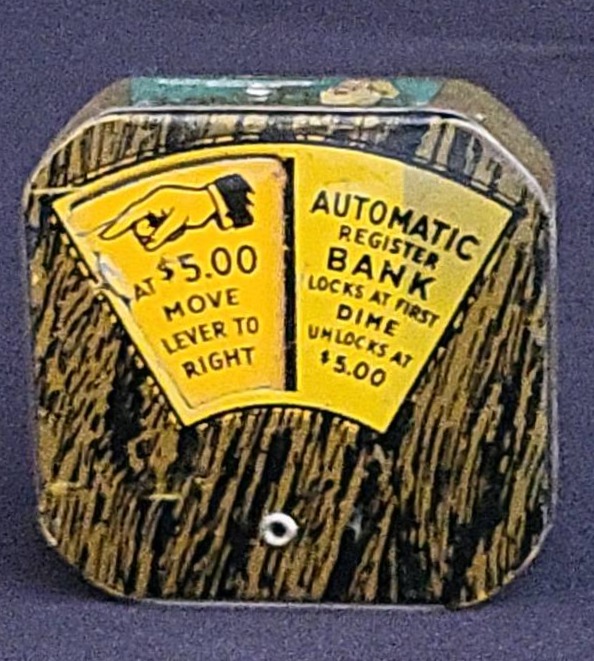 AT $5.00
MOVE
LEVER TO
RIGHT
AUTOMATIC
REGISTER
BANK
LOCKS AT FIRST
DIME
UNLOCKS AT
$5.00